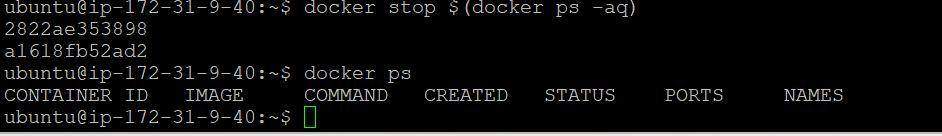 ubuntu@ip-172-31-9-40:~$ docker stop $(docker ps -aq)
2822ae353898
a1618fb52ad2
ubuntu@ip-172-31-9-40:~$ docker ps
CONTAINER ID   IMAGE     COMMAND   CREATED   STATUS    PORTS     NAMES
ubuntu@ip-172-31-9-40:~$